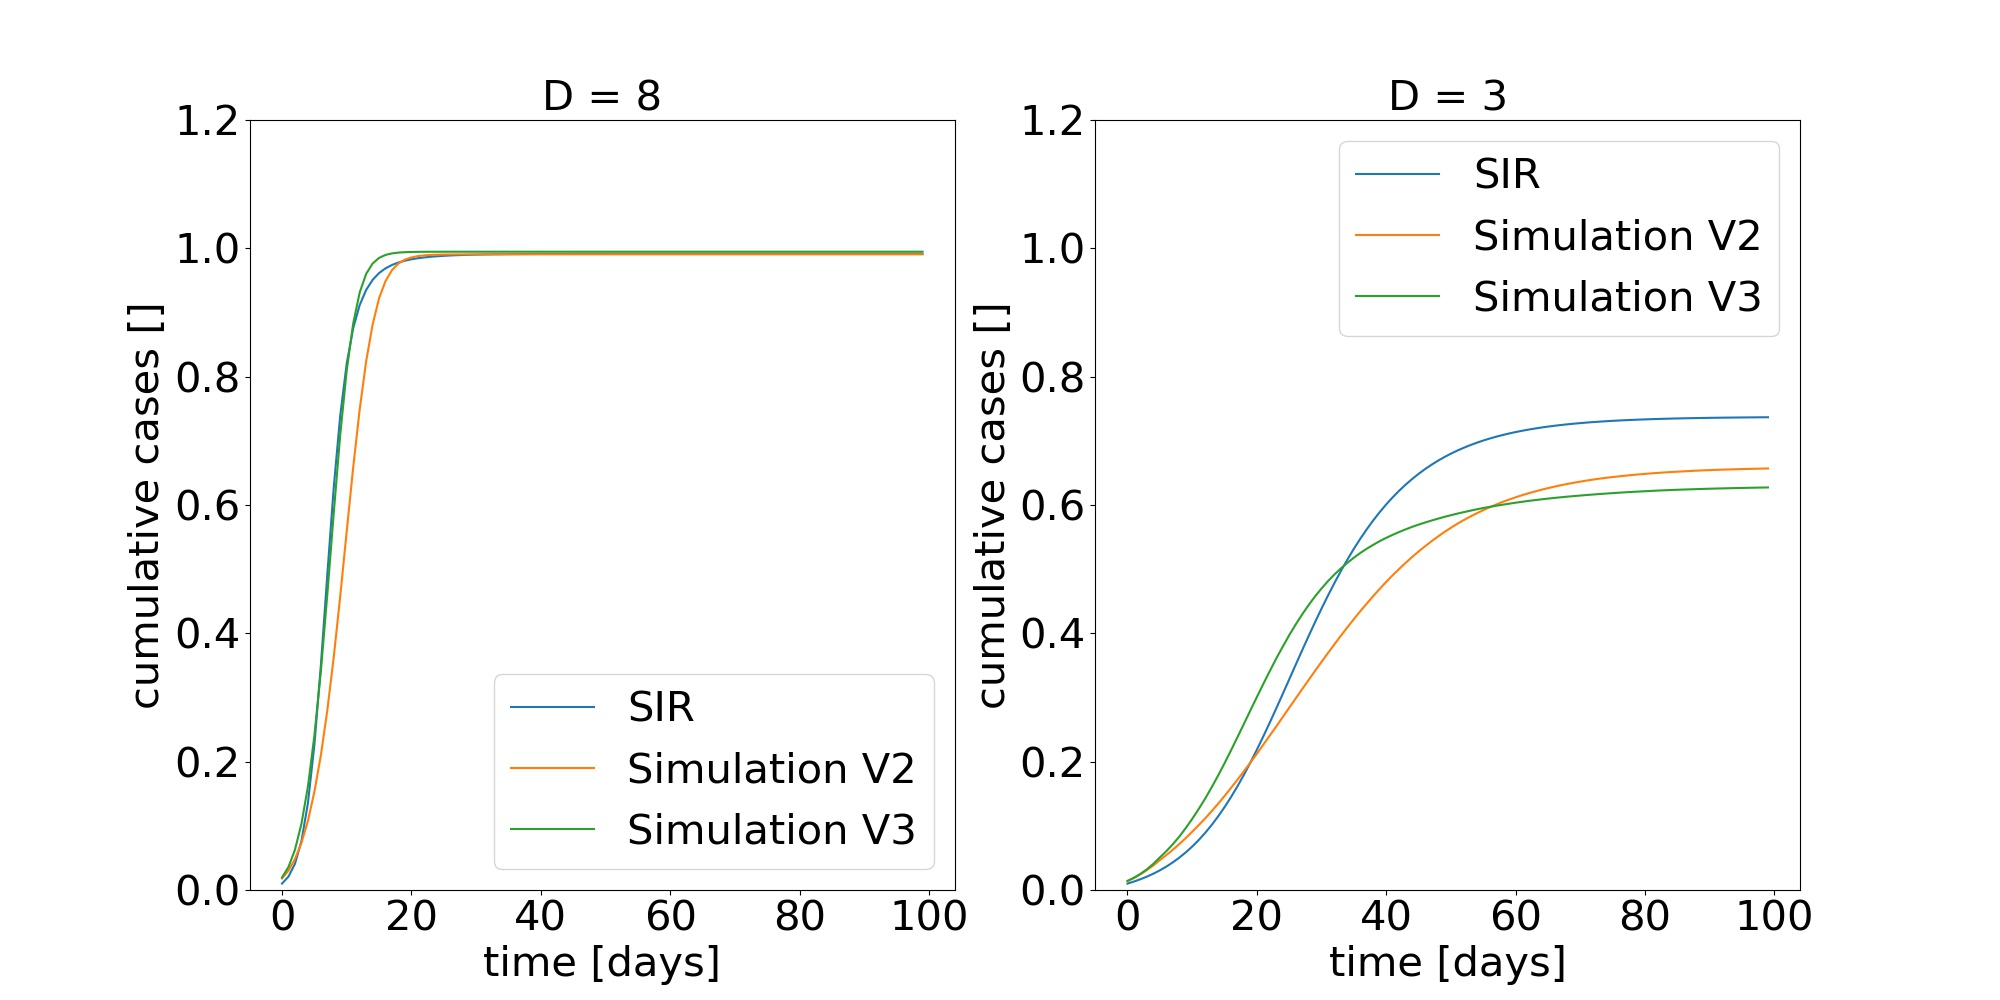 D = 8
1.2
1.0
0.8
0.6
0.4
0.2
0.0
cumulative cases []
SIR
Simulation V2
Simulation V3
0 20 40 60 80 100
time [days]
D = 3
1.2
1.0
0.8
0.6
0.4
0.2
0.0
cumulative cases []
SIR
Simulation V2
Simulation V3
0 20 40 60 80 100
time [days]